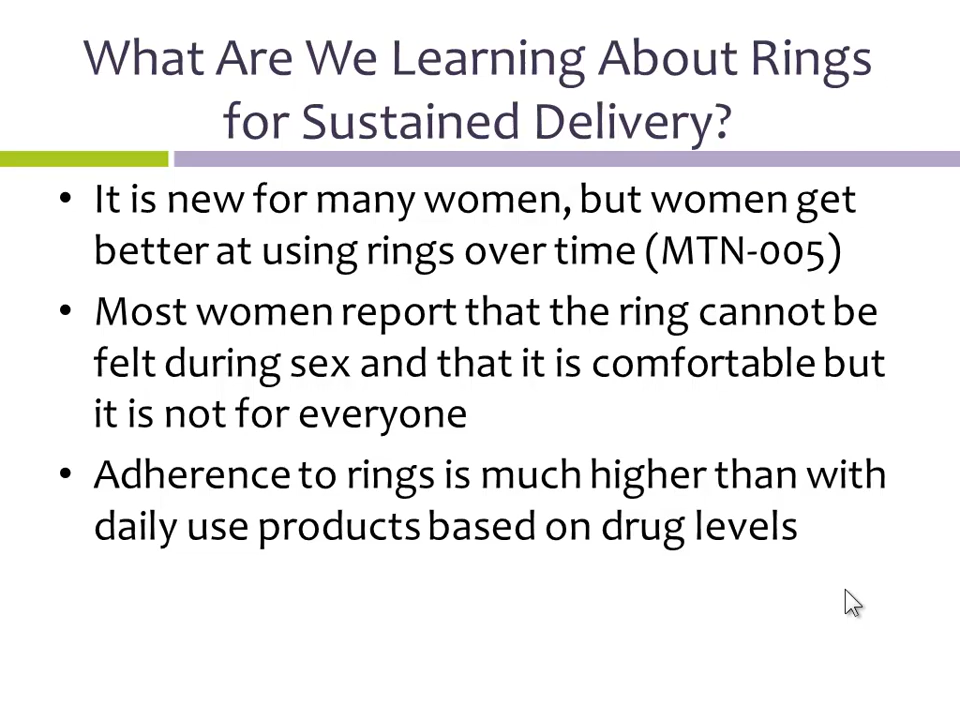 What Are We Learning About Rings
for Sustained Delivery?
• It is new for many women, but women get
better at using rings over time (MTN-005)
• Most women report that the ring cannot be
felt during sex and that it is comfortable but
it is not for everyone
• Adherence to rings is much higher than with
daily use products based on drug levels